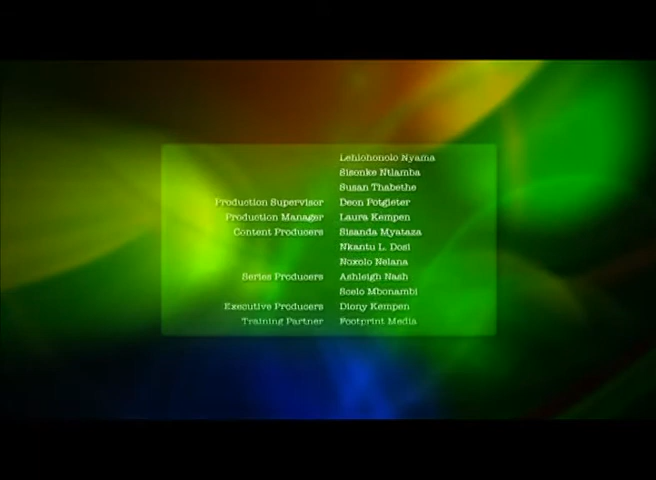 Lehlohonolo Nyama
Sisonke Ntlamba
Susan Thabethe
Production Supervisor Deon Potgieter
Production Manager Laura Kempen
Content Producers Sisanda Myataza
Nkantu L. Dosi
Noxolo Nelana
Series Producers Ashleigh Nash
Scelo Mbonambi
Executive Producers Diony Kempen
Training Partner Footprint Media